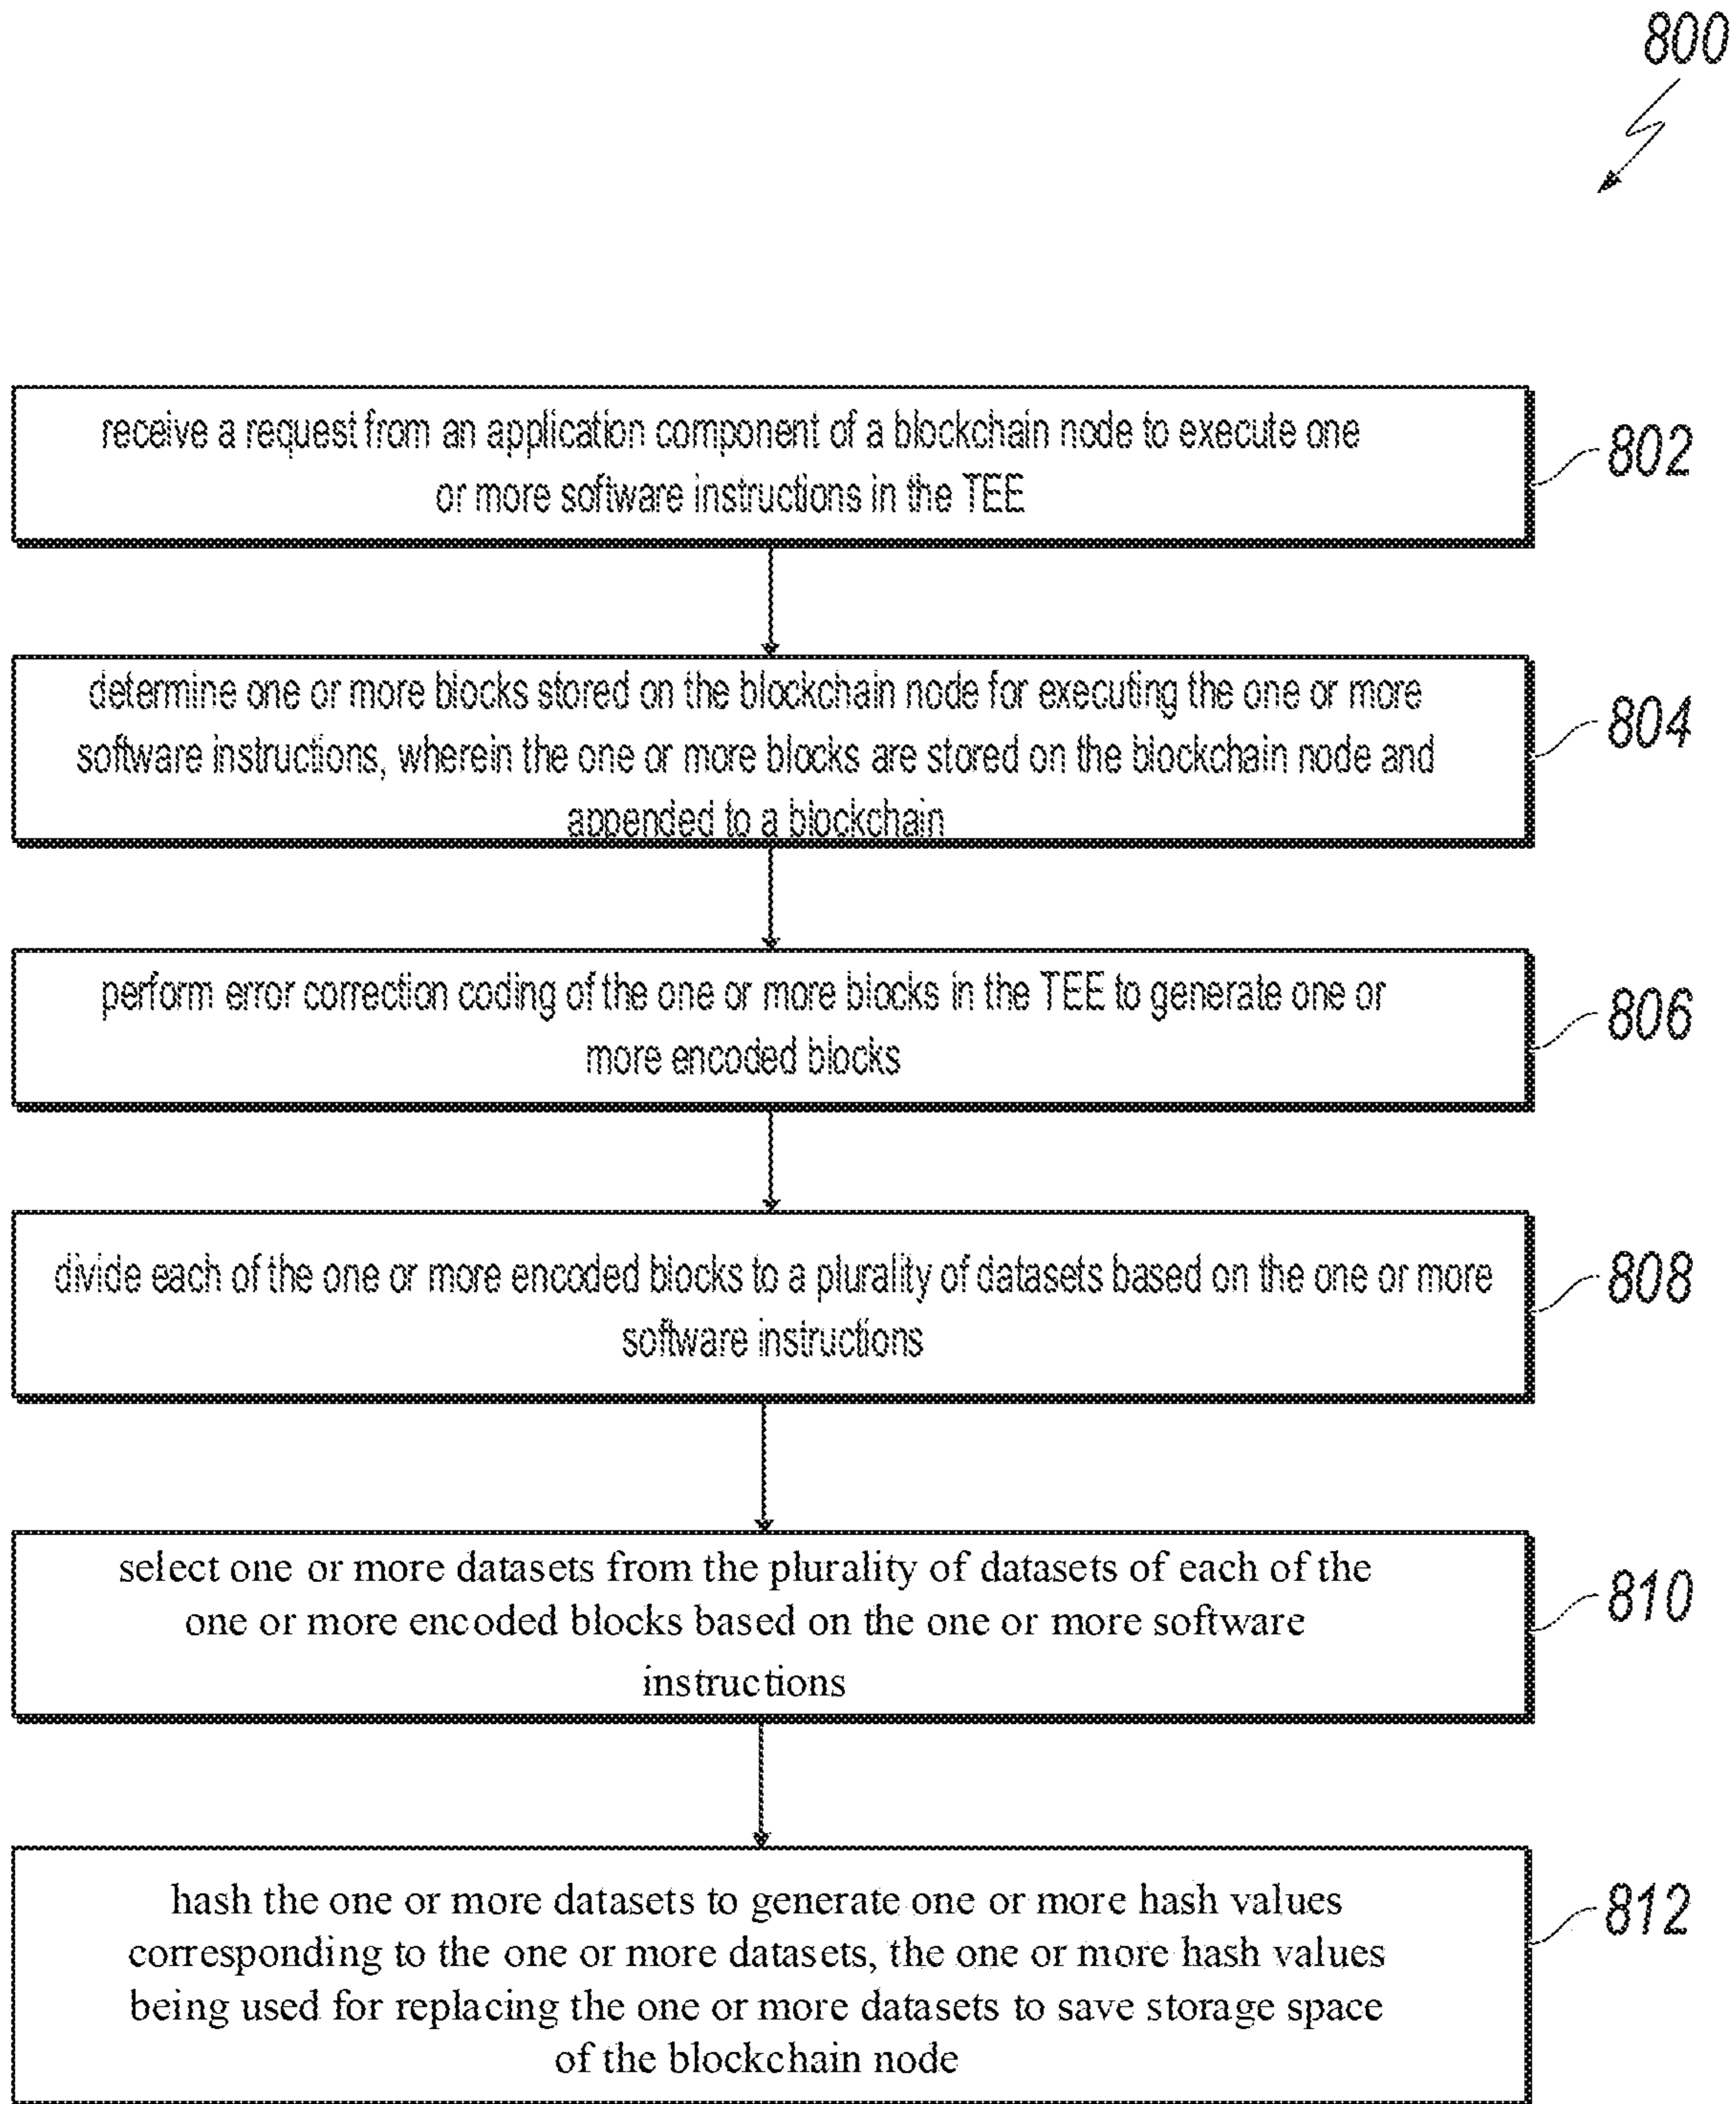 800
receive a request from an application component of a blockchain node to execute one
or more software instructions in the TEE
802
determine one or more blocks stored on the blockchain node for executing the one or more
software instructions, wherein the one or more blocks are stored on the blockchain node and
appended to a blockchain
804
perform error correction coding of the one or more blocks in the TEE to generate one or
more encoded blocks
806
divide each of the one or more encoded blocks to a plurality of datasets based on the one or more
software instructions
808
select one or more datasets from the plurality of datasets of each of the
one or more encoded blocks based on the one or more software
instructions
810
hash the one or more datasets to generate one or more hash values
corresponding to the one or more datasets, the one or more hash values
being used for replacing the one or more datasets to save storage space
of the blockchain node
812